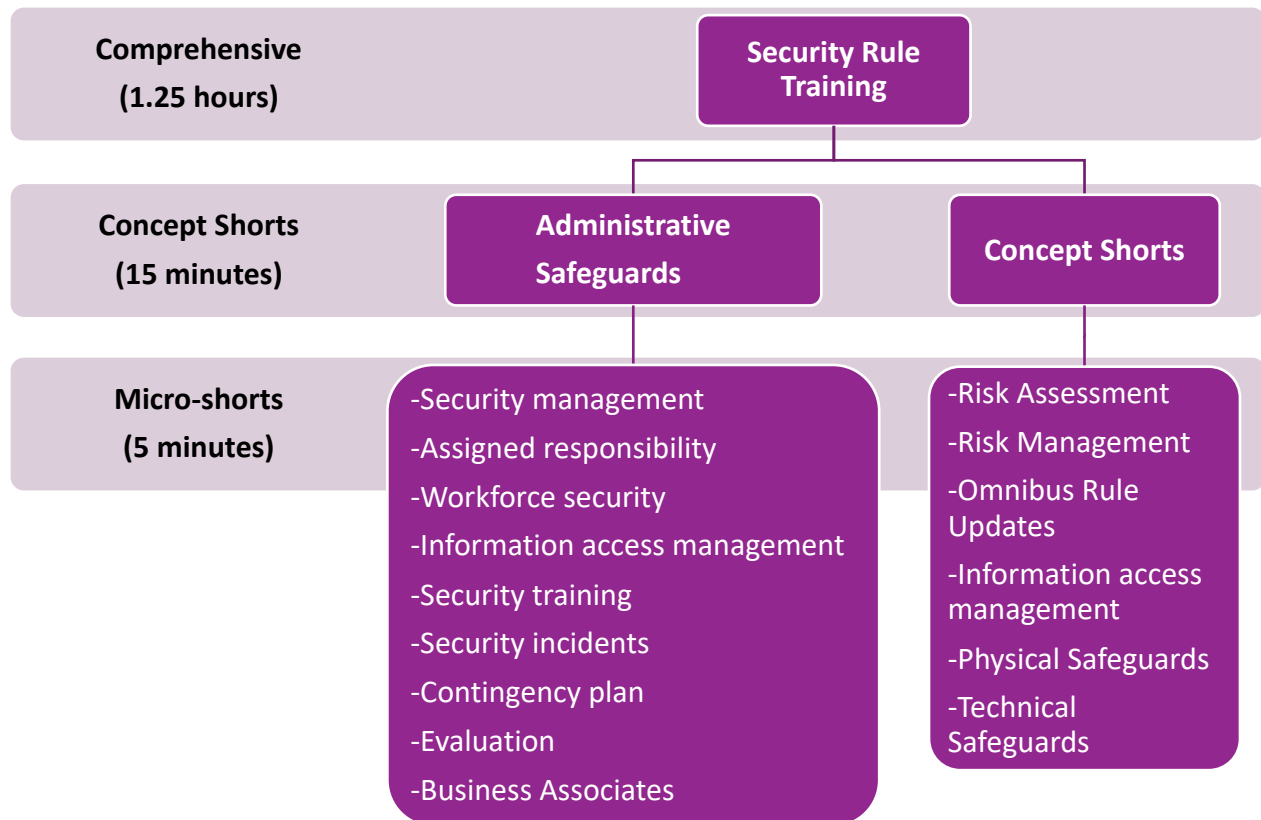 Comprehensive
(1.25 hours)
Security Rule
Training
Concept Shorts
(15 minutes)
Administrative
Safeguards
Concept Shorts
Micro-shorts
(5 minutes)
-Security management
-Assigned responsibility
-Workforce security
-Information access management
-Security training
-Security incidents
-Contingency plan
-Evaluation
-Business Associates
-Risk Assessment
-Risk Management
-Omnibus Rule
Updates
-Information access
management
-Physical Safeguards
-Technical
Safeguards